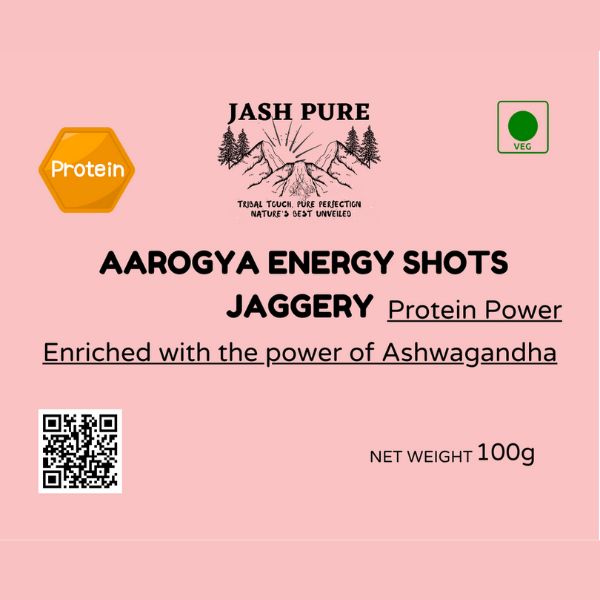 JASH PURE
Protein
VEG
TRIBAL TOUCH, PURE PERFECTION
NATURE'S BEST UNVEILED
AAROGYA ENERGY SHOTS
JAGGERY Protein Power
Enriched with the power of Ashwagandha
NET WEIGHT 100g